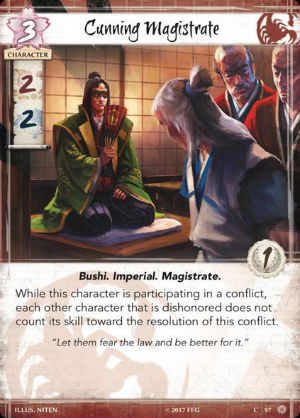 3
Cunning Magistrate
CHARACTER
2
2
1
Bushi. Imperial. Magistrate.
While this character is participating in a conflict,
each other character that is dishonored does not
count its skill toward the resolution of this conflict.
“Let them fear the law and be better for it.”
ILLUS. NITEN
© 2017 FFG
C 97